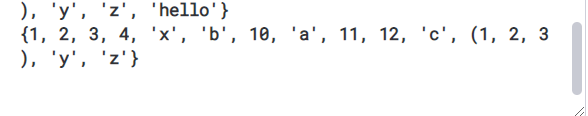 ), 'y', 'z', 'hello'}
{1, 2, 3, 4, 'x', 'b', 10, 'a', 11, 12, 'c', (1, 2, 3
), 'y', 'z'}